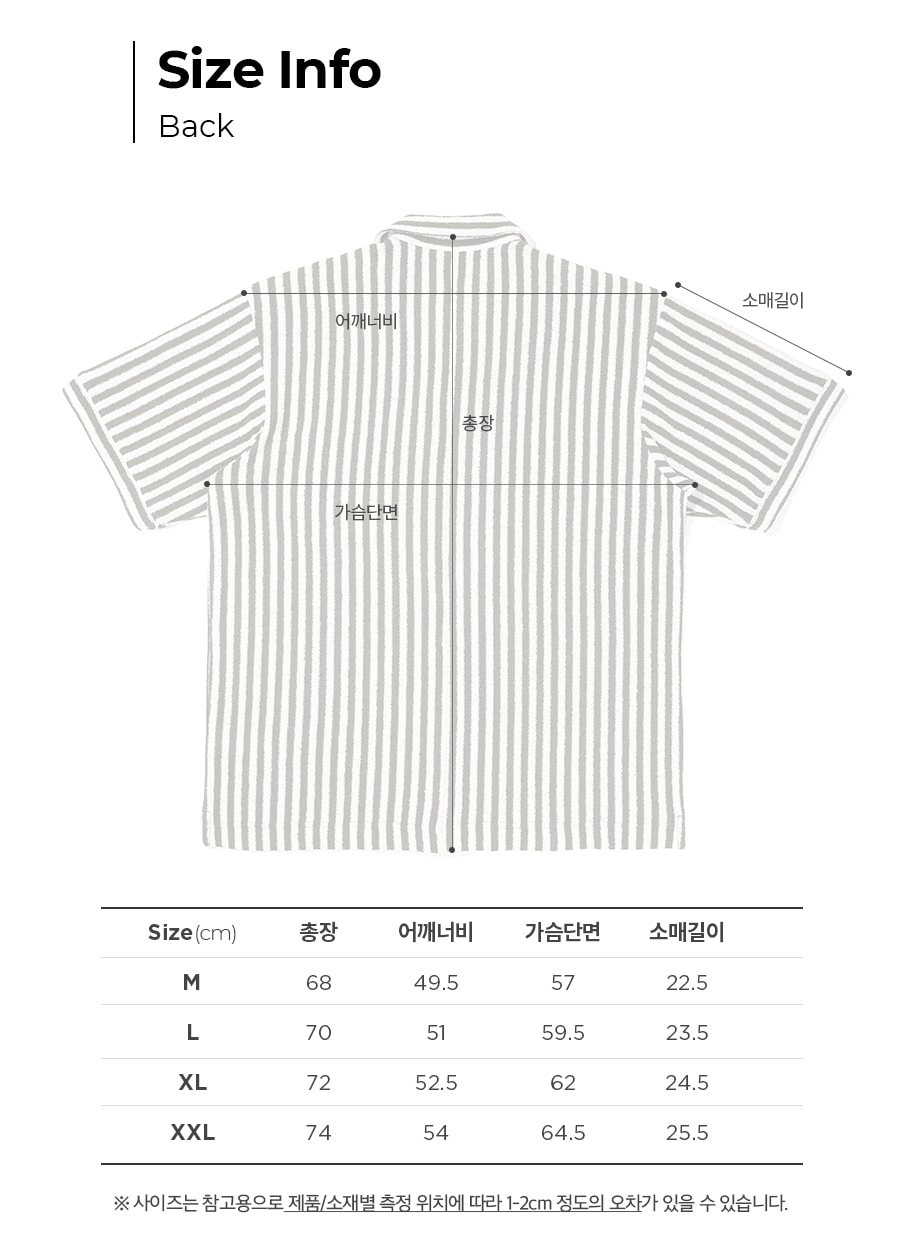 Size Info
Back
소매길이
어깨너비
총장
가슴단면
Size(cm) 총장 어깨너비 가슴단면 소매길이
M 68 49.5 57 22.5
L 70 51 59.5 23.5
XL 72 52.5 62 24.5
XXL 74 54 64.5 25.5
※ 사이즈는 참고용으로 제품/소재별 측정 위치에 따라 1-2cm 정도의 오차가 있을 수 있습니다.